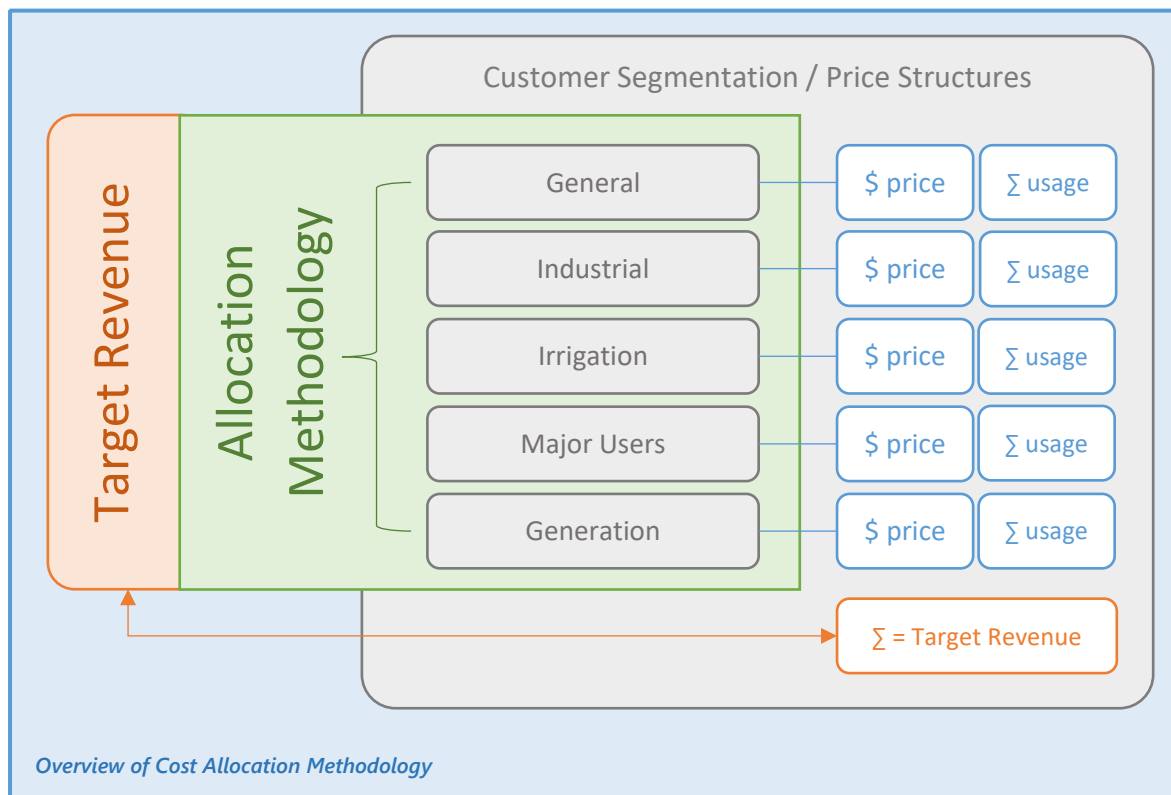 Customer Segmentation / Price Structures
Target Revenue
Allocation
Methodology
General
$ price
∑ usage
Industrial
$ price
∑ usage
Irrigation
$ price
∑ usage
Major Users
$ price
∑ usage
Generation
$ price
∑ usage
∑ = Target Revenue
Overview of Cost Allocation Methodology